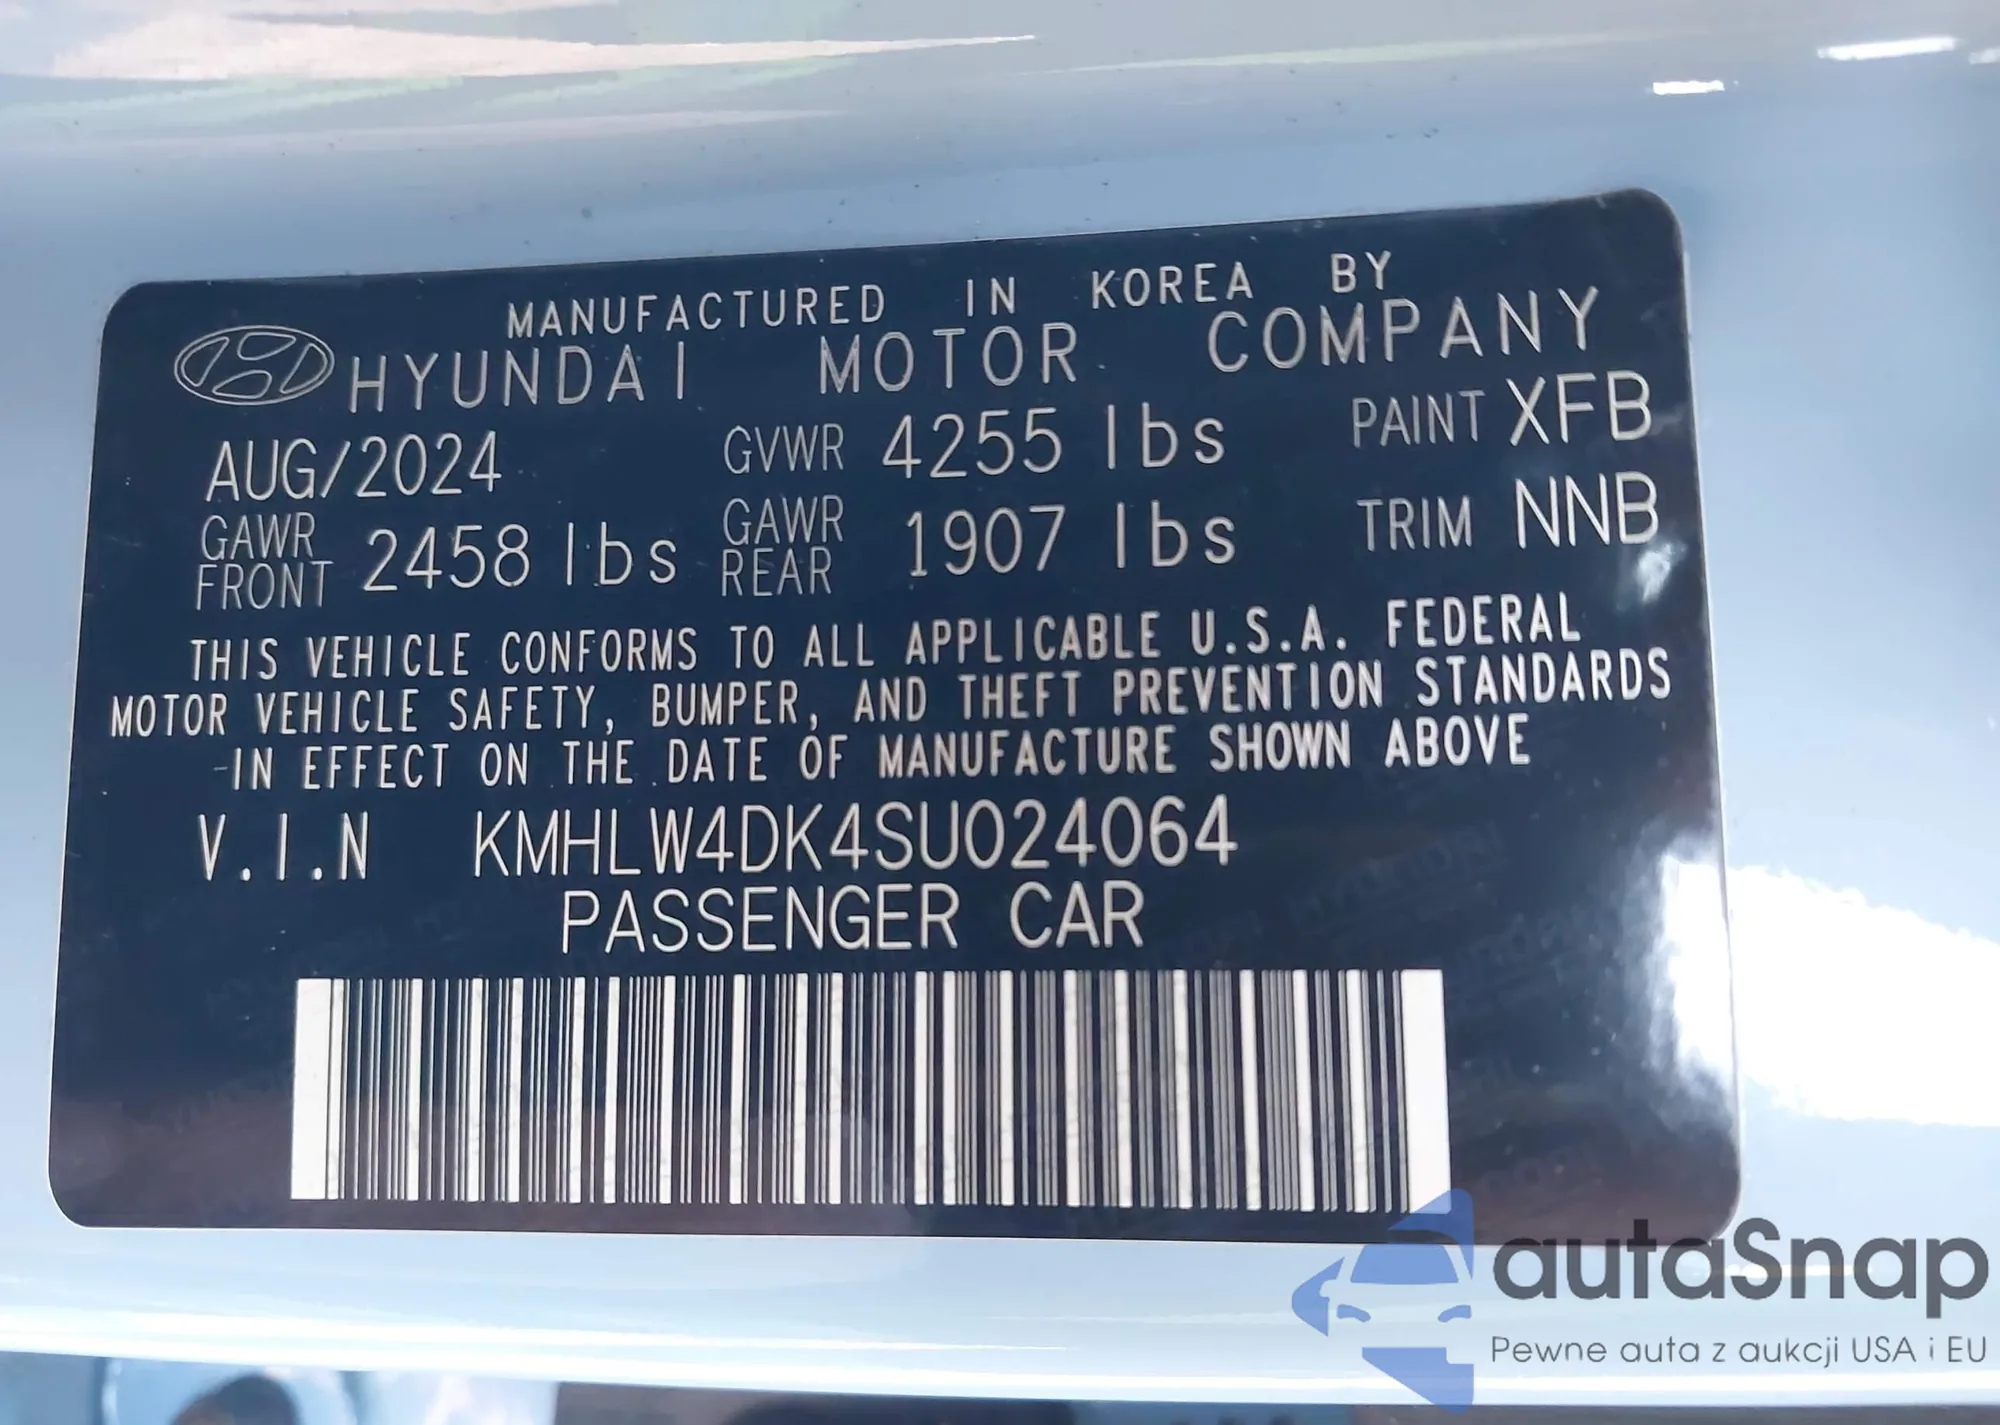 MANUFACTURED IN KOREA BY
HYUNDAI MOTOR COMPANY
AUG/2024 GVWR 4255 lbs PAINT XFB
GAWR FRONT 2458 lbs GAWR REAR 1907 lbs TRIM NNB
THIS VEHICLE CONFORMS TO ALL APPLICABLE U.S.A. FEDERAL
MOTOR VEHICLE SAFETY, BUMPER, AND THEFT PREVENTION STANDARDS
IN EFFECT ON THE DATE OF MANUFACTURE SHOWN ABOVE
V.I.N KMHLW4DK4SU024064
PASSENGER CAR
autaSnap
Pewne auta z aukcji USA i EU